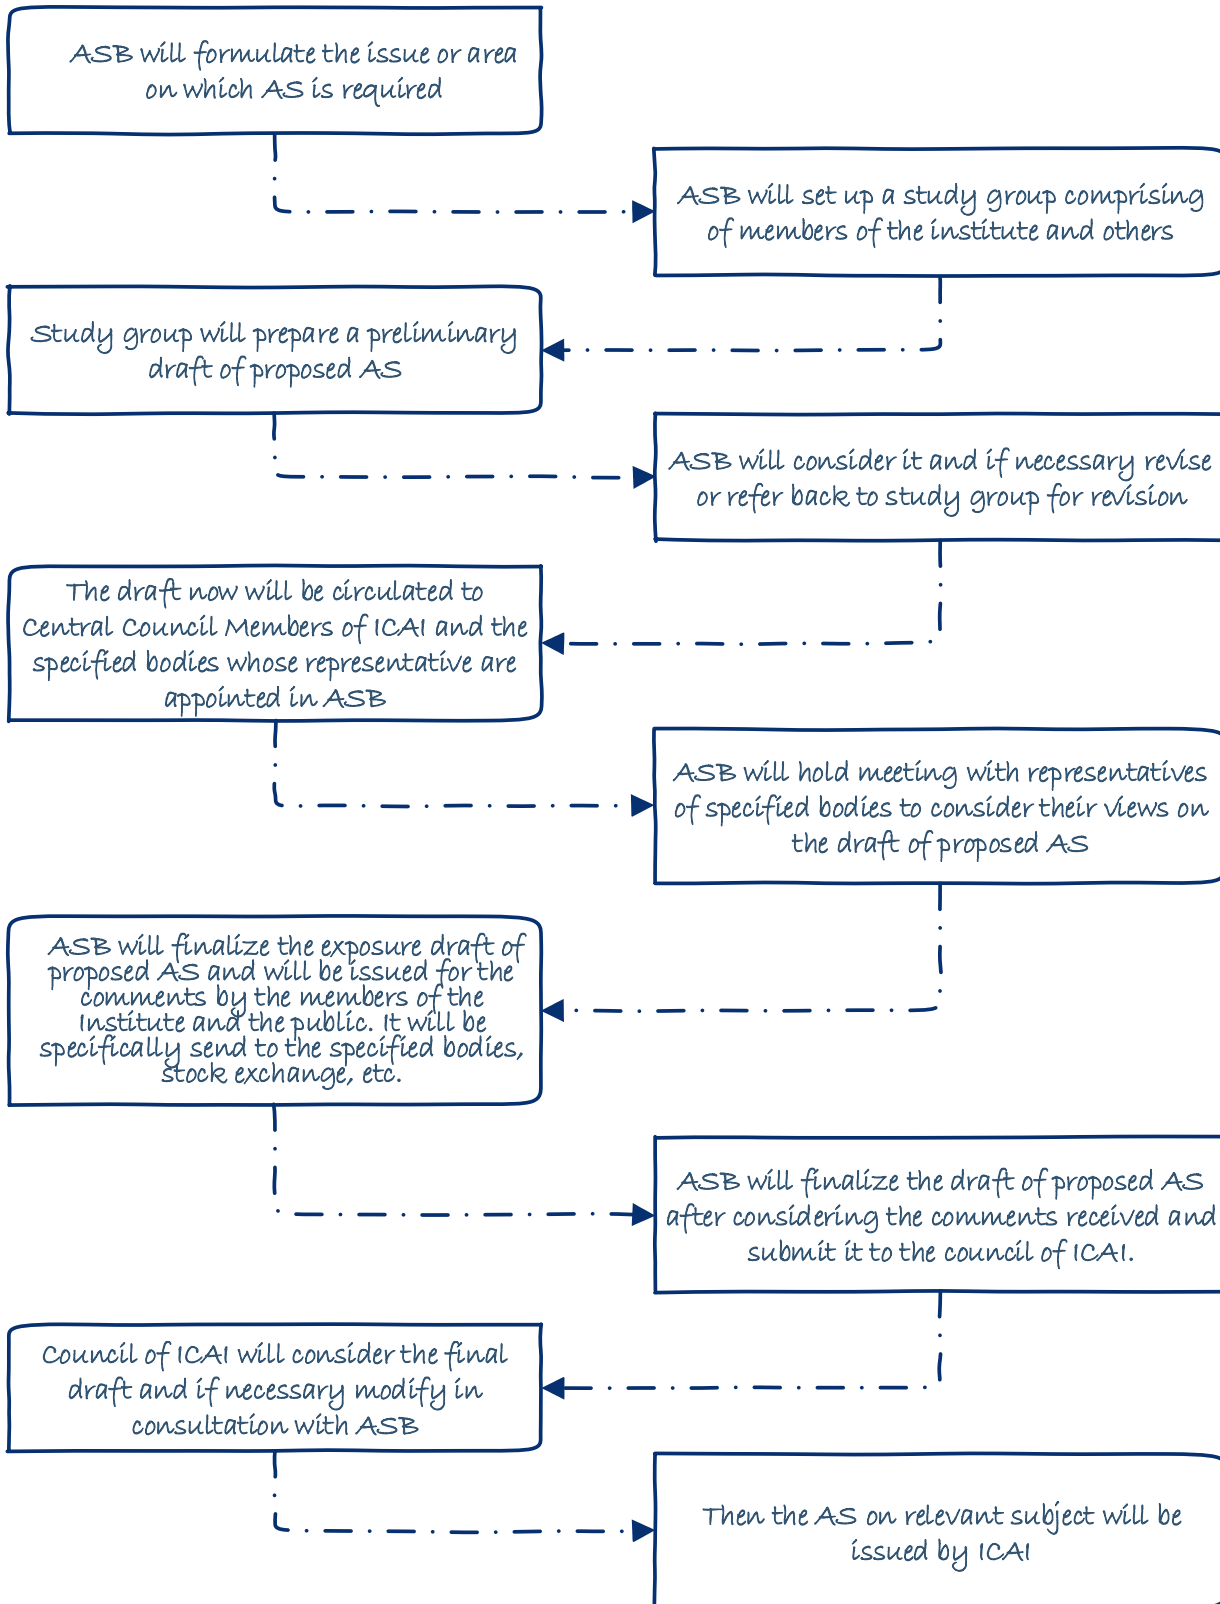 ASB will formulate the issue or area
on which AS is required
ASB will set up a study group comprising
of members of the institute and others
Study group will prepare a preliminary
draft of proposed AS
ASB will consider it and if necessary revise
or refer back to study group for revision
The draft now will be circulated to
Central Council Members of ICAI and the
specified bodies whose representative are
appointed in ASB
ASB will hold meeting with representatives
of specified bodies to consider their views on
the draft of proposed AS
ASB will finalize the exposure draft of
proposed AS and will be issued for the
comments by the members of the
Institute and the public. It will be
specifically send to the specified bodies,
stock exchange, etc.
ASB will finalize the draft of proposed AS
after considering the comments received and
submit it to the council of ICAI.
Council of ICAI will consider the final
draft and if necessary modify in
consultation with ASB
Then the AS on relevant subject will be
issued by ICAI